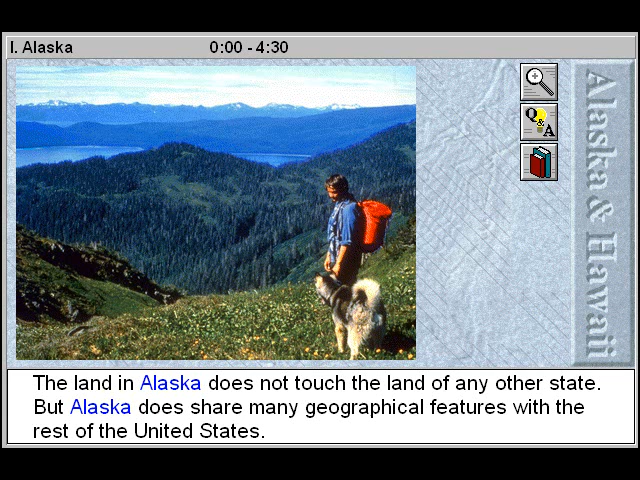 I. Alaska 0:00 - 4:30
Q&A
Alaska & Hawaii
The land in Alaska does not touch the land of any other state.
But Alaska does share many geographical features with the
rest of the United States.